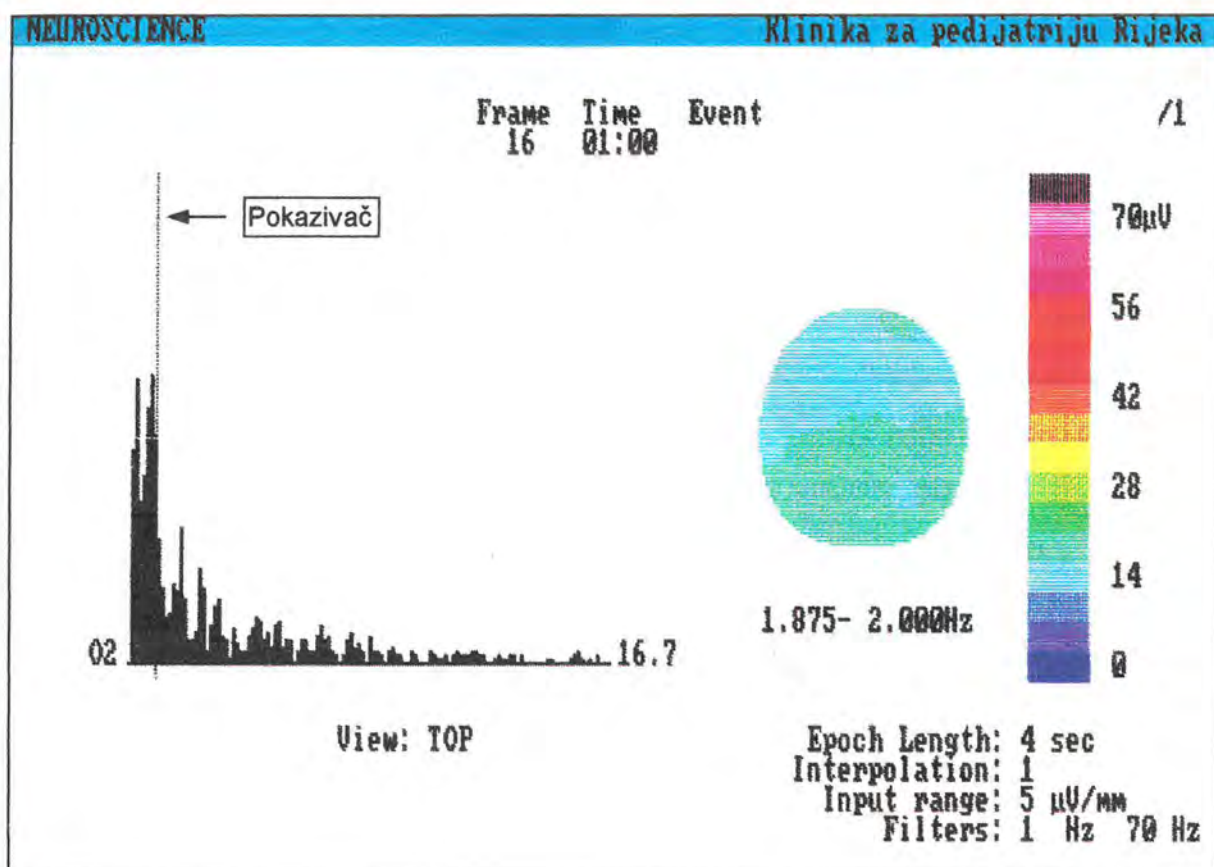 NEUROSCIENCE Klinika za pedijatriju Rijeka
Frame Time Event /1
16 01:00
Pokazivač
70µV
56
42
28
14
0
1.875- 2.000Hz
O2 16.7
View: TOP
Epoch Length: 4 sec
Interpolation: 1
Input range: 5 µV/mm
Filters: 1 Hz 70 Hz